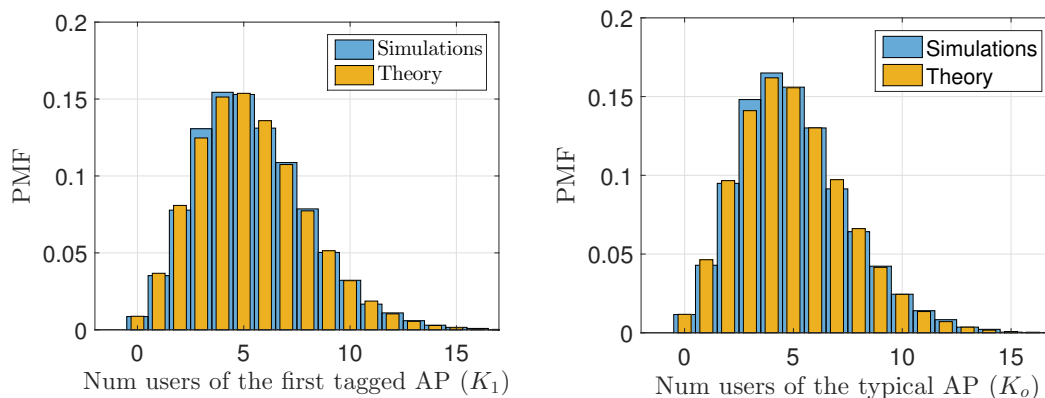 0.2
0.15
0.1
0.05
0
PMF
Simulations
Theory
0 5 10 15
Num users of the first tagged AP (K₁)
0.2
0.15
0.1
0.05
0
PMF
Simulations
Theory
0 5 10 15
Num users of the typical AP (Kₒ)